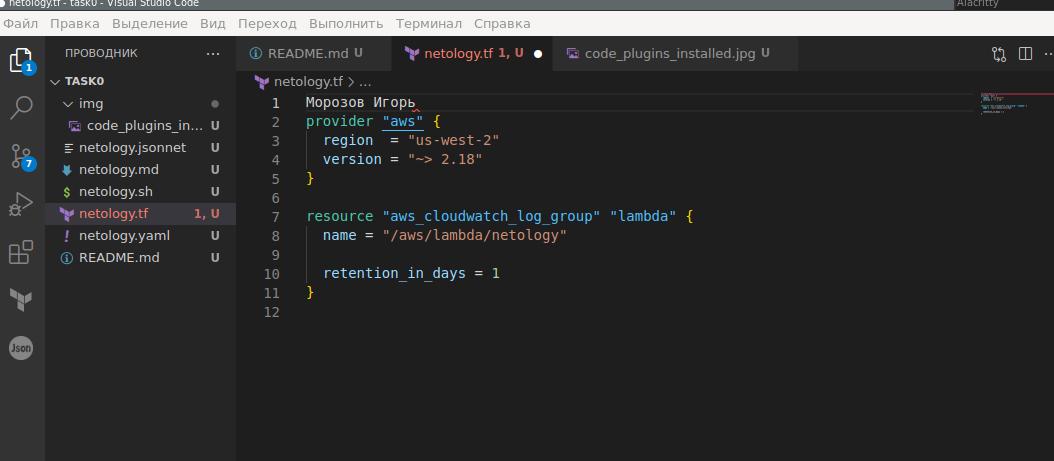 netology.tf - task0 - Visual Studio Code
Alacritty
Файл Правка Выделение Вид Переход Выполнить Терминал Справка
ПРОВОДНИК ...
README.md U
netology.tf 1, U
code_plugins_installed.jpg U
TASK0
netology.tf > ...
img
code_plugins_in... U
netology.jsonnet U
netology.md U
netology.sh U
netology.tf 1, U
netology.yaml U
README.md U
1
7
Json
1 Морозов Игорь
2 provider "aws" {
3 region  = "us-west-2"
4 version = "~> 2.18"
5 }
6
7 resource "aws_cloudwatch_log_group" "lambda" {
8 name = "/aws/lambda/netology"
9
10 retention_in_days = 1
11 }
12